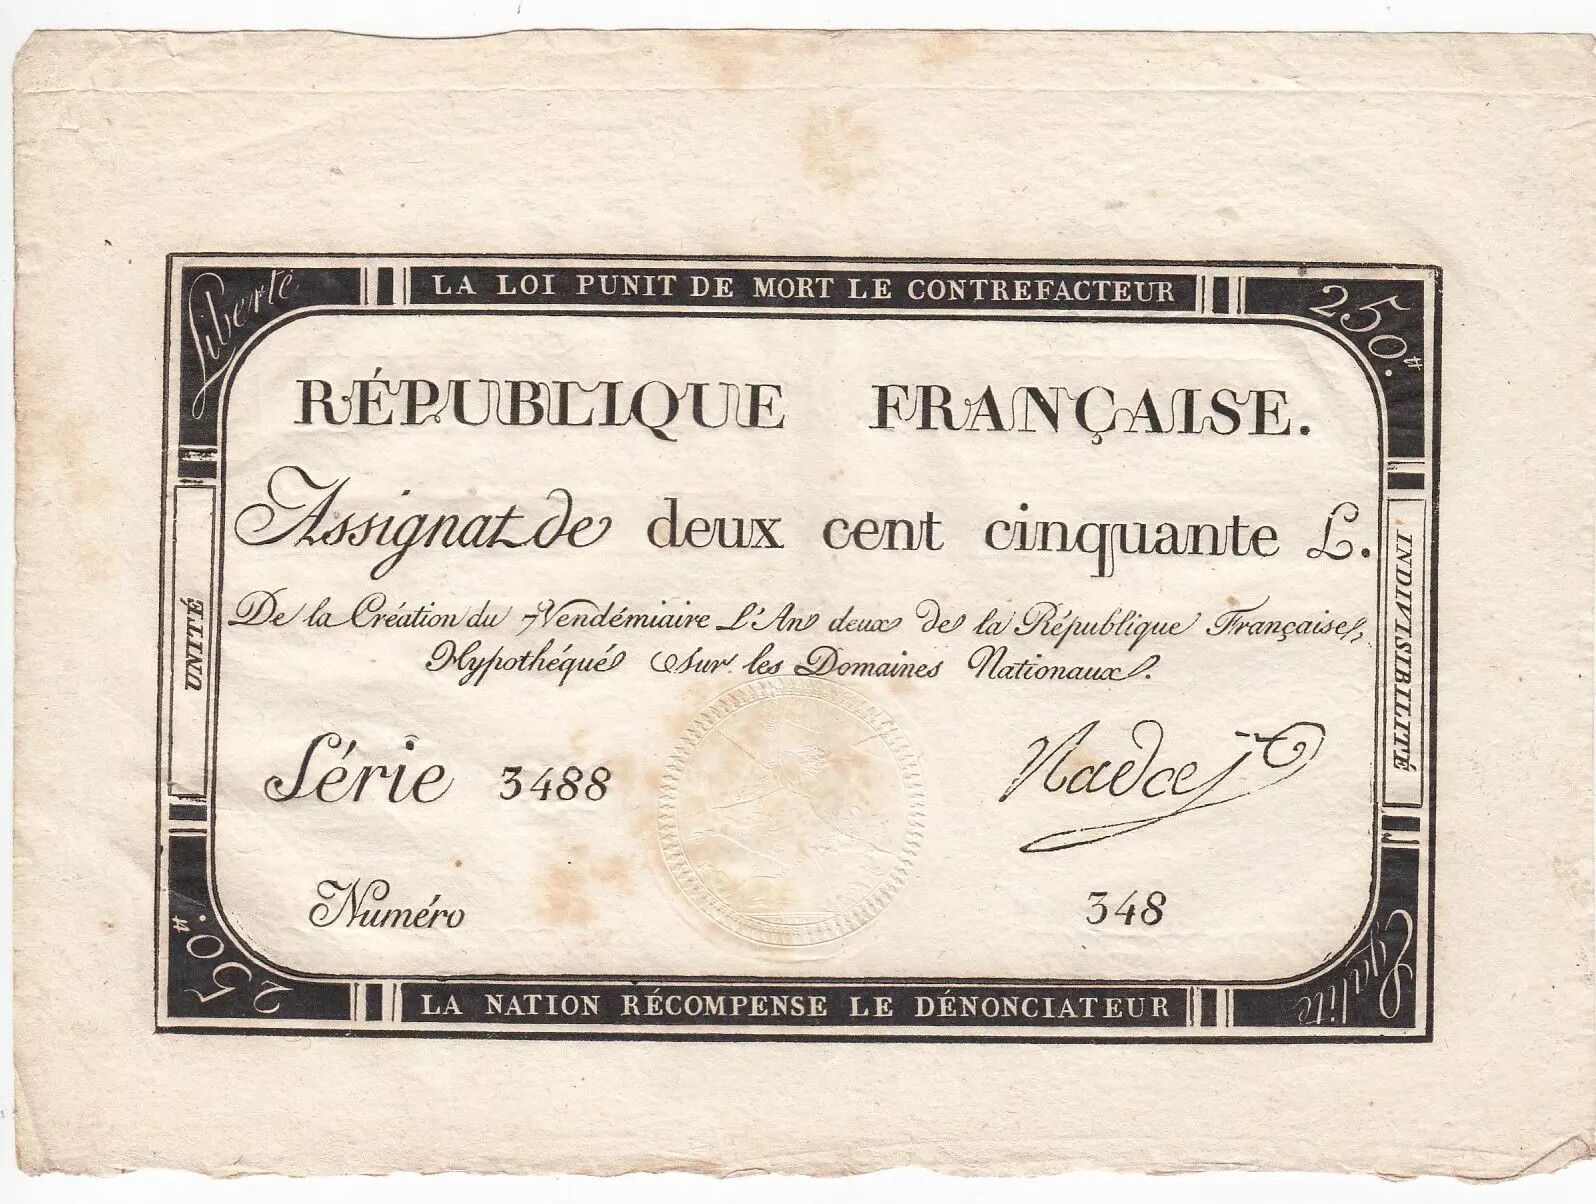 Liberté
LA LOI PUNIT DE MORT LE CONTREFACTEUR
250.
RÉPUBLIQUE FRANÇAISE.
Assignat de deux cent cinquante L.
De la Création du 7 Vendémiaire L'An deux de la République Française,
Hypothéqué sur les Domaines Nationaux.
UNITÉ
INDIVISIBILITÉ
Série 3488
Numéro 348
250.
LA NATION RÉCOMPENSE LE DÉNONCIATEUR
Egalité